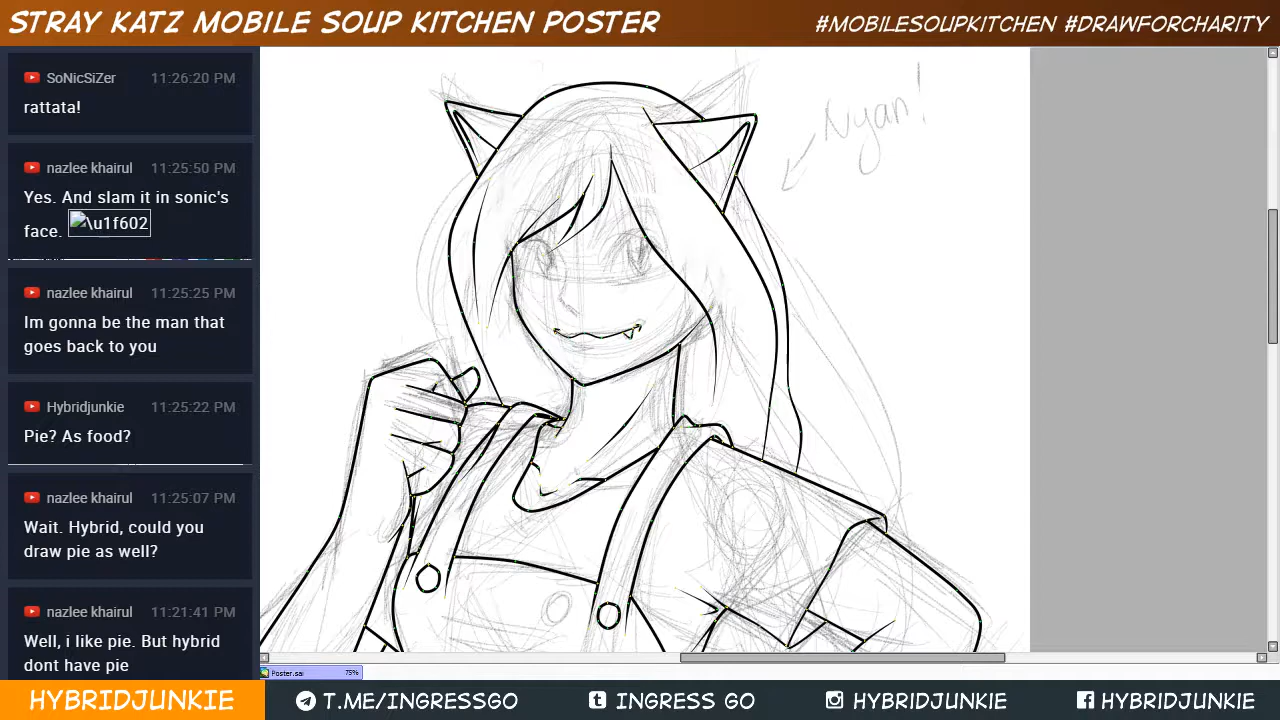 STRAY KATZ MOBILE SOUP KITCHEN POSTER
#MOBILESOUPKITCHEN #DRAWFORCHARITY
SoNicSiZer 11:26:20 PM
rattata!
nazlee khairul 11:25:50 PM
Yes. And slam it in sonic's
face. \u1f602
nazlee khairul 11:25:25 PM
Im gonna be the man that
goes back to you
Hybridjunkie 11:25:22 PM
Pie? As food?
nazlee khairul 11:25:07 PM
Wait. Hybrid, could you
draw pie as well?
nazlee khairul 11:21:41 PM
Well, i like pie. But hybrid
dont have pie
Nyan!
Poster.sai 75%
HYBRIDJUNKIE T.ME/INGRESSGO INGRESS GO HYBRIDJUNKIE HYBRIDJUNKIE